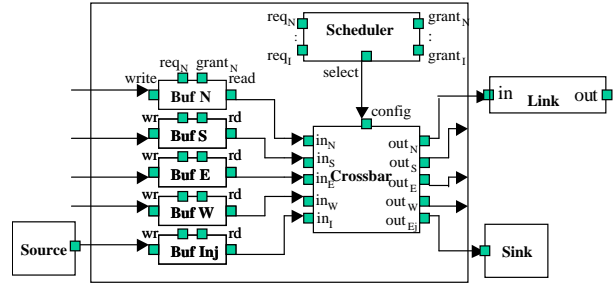 req_N grant_N
: Scheduler :
req_I grant_I
select
req_N grant_N
write read
Buf N
config
in Link out
wr rd
Buf S
in_N out_N
in_S out_S
wr rd
Buf E
in_E Crossbar out_E
wr rd
Buf W
in_W out_W
in_I out_Ej
wr rd
Source Buf Inj Sink